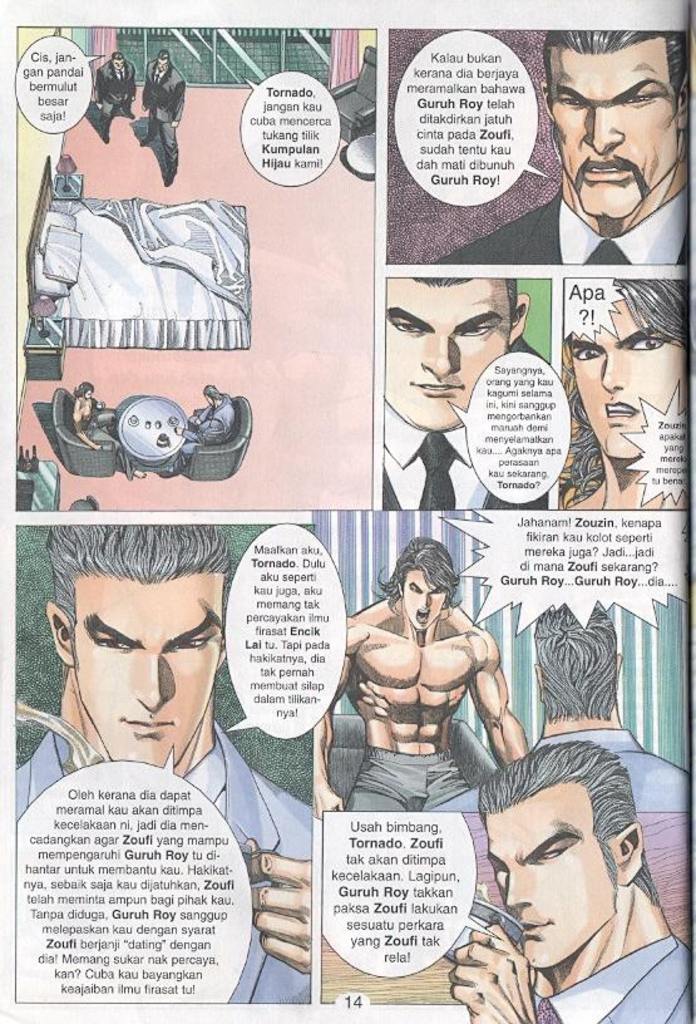 Cis, jan-
gan pandai
bermulut
besar
saja!
Tornado,
jangan kau
cuba mencerca
tukang tilik
Kumpulan
Hijau kami!
Kalau bukan
kerana dia berjaya
meramalkan bahawa
Guruh Roy telah
ditakdirkan jatuh
cinta pada Zoufi,
sudah tentu kau
dah mati dibunuh
Guruh Roy!
Sayangnya,
orang yang kau
kagumi selama
ini, kini sanggup
mengorbankan
maruah demi
menyelamatkan
kau.... Agaknya apa
perasaan
kau sekarang,
Tornado?
Apa
?!
yang
tu
Maafkan aku,
Tornado. Dulu
aku seperti
kau juga, aku
memang tak
percayakan ilmu
firasat Encik
Lai tu. Tapi pada
hakikatnya, dia
tak pernah
membuat silap
dalam tilikan-
nya!
Oleh kerana dia dapat
meramal kau akan ditimpa
kecelakaan ni, jadi dia men-
cadangkan agar Zoufi yang mampu
mempengaruhi Guruh Roy tu di-
hantar untuk membantu kau. Hakikat-
nya, sebaik saja kau dijatuhkan, Zoufi
telah meminta ampun bagi pihak kau.
Tanpa diduga, Guruh Roy sanggup
melepaskan kau dengan syarat
Zoufi berjanji "dating" dengan
dia! Memang sukar nak percaya,
kan? Cuba kau bayangkan
keajaiban ilmu firasat tu!
Jahanam! Zouzin, kenapa
fikiran kau kolot seperti
mereka juga? Jadi...jadi
di mana Zoufi sekarang?
Guruh Roy...Guruh Roy...dia....
Usah bimbang,
Tornado. Zoufi
tak akan ditimpa
kecelakaan. Lagipun,
Guruh Roy takkan
paksa Zoufi lakukan
sesuatu perkara
yang Zoufi tak
rela!
14